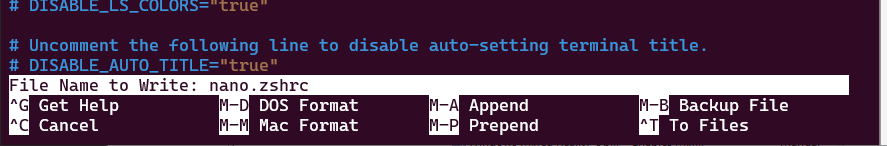 # DISABLE_LS_COLORS="true"
# Uncomment the following line to disable auto-setting terminal title.
# DISABLE_AUTO_TITLE="true"
File Name to Write: nano.zshrc
^G Get Help M-D DOS Format M-A Append M-B Backup File
^C Cancel M-M Mac Format M-P Prepend ^T To Files